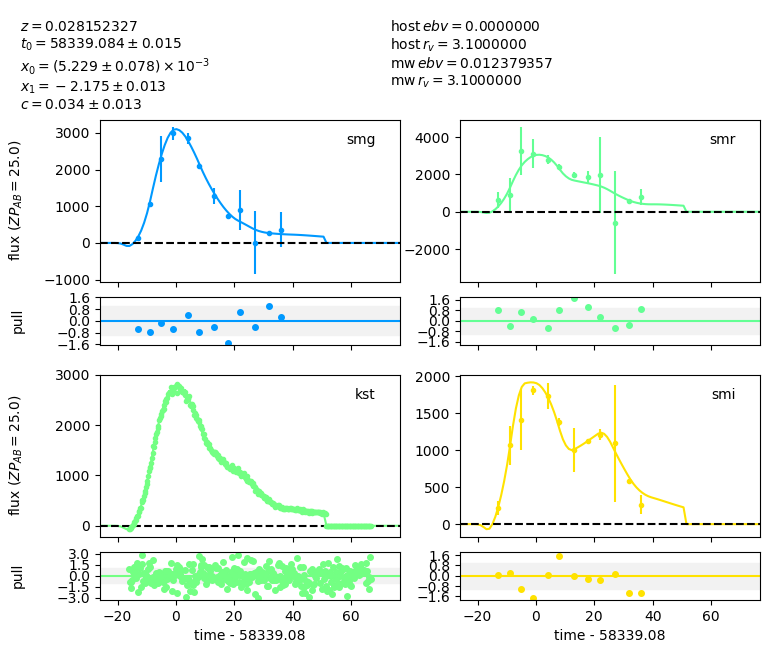 z = 0.028152327
t₀ = 58339.084 ± 0.015
x₀ = (5.229 ± 0.078) × 10⁻³
x₁ = −2.175 ± 0.013
c = 0.034 ± 0.013
host ebv = 0.0000000
host r_v = 3.1000000
mw ebv = 0.012379357
mw r_v = 3.1000000
flux (ZP_AB = 25.0)
3000
2000
1000
0
−1000
smg
4000
2000
0
−2000
smr
pull
1.6
0.8
0.0
−0.8
−1.6
1.6
0.8
0.0
−0.8
−1.6
flux (ZP_AB = 25.0)
3000
2000
1000
0
kst
2000
1500
1000
500
0
smi
pull
3.0
1.5
0.0
−1.5
−3.0
1.6
0.8
0.0
−0.8
−1.6
−20 0 20 40 60
−20 0 20 40 60
time - 58339.08
time - 58339.08